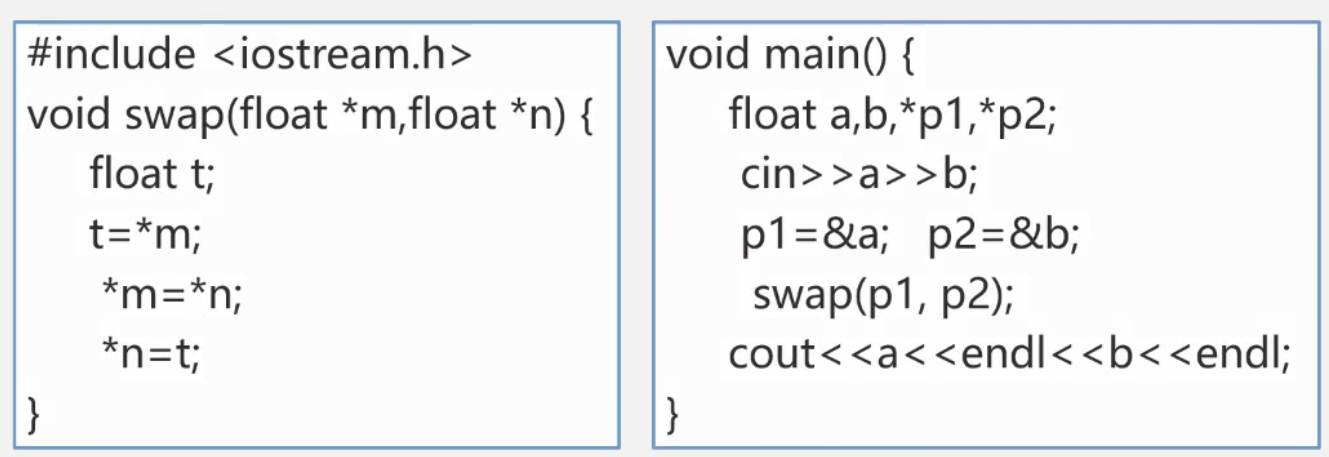 #include <iostream.h>
void swap(float *m,float *n) {
float t;
t=*m;
*m=*n;
*n=t;
}
void main() {
float a,b,*p1,*p2;
cin>>a>>b;
p1=&a; p2=&b;
swap(p1, p2);
cout<<a<<endl<<b<<endl;
}